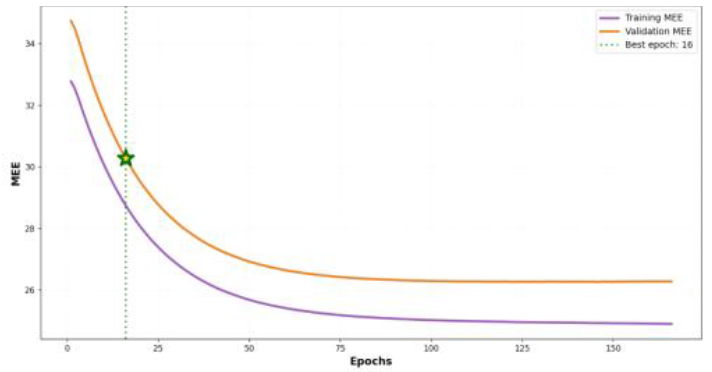 Training MEE
Validation MEE
Best epoch: 16
MEE
34
32
30
28
26
0 25 50 75 100 125 150
Epochs